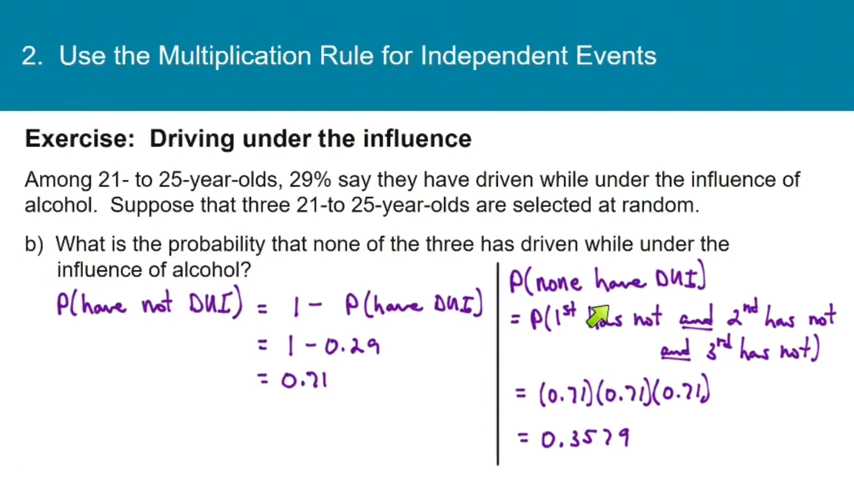 2. Use the Multiplication Rule for Independent Events
Exercise: Driving under the influence
Among 21- to 25-year-olds, 29% say they have driven while under the influence of
alcohol. Suppose that three 21-to 25-year-olds are selected at random.
b) What is the probability that none of the three has driven while under the
influence of alcohol?
P(have not DUI) = 1 - P(have DUI)
= 1 - 0.29
= 0.71
P(none have DUI)
= P(1st has not and 2nd has not
and 3rd has not)
= (0.71)(0.71)(0.71)
= 0.3579